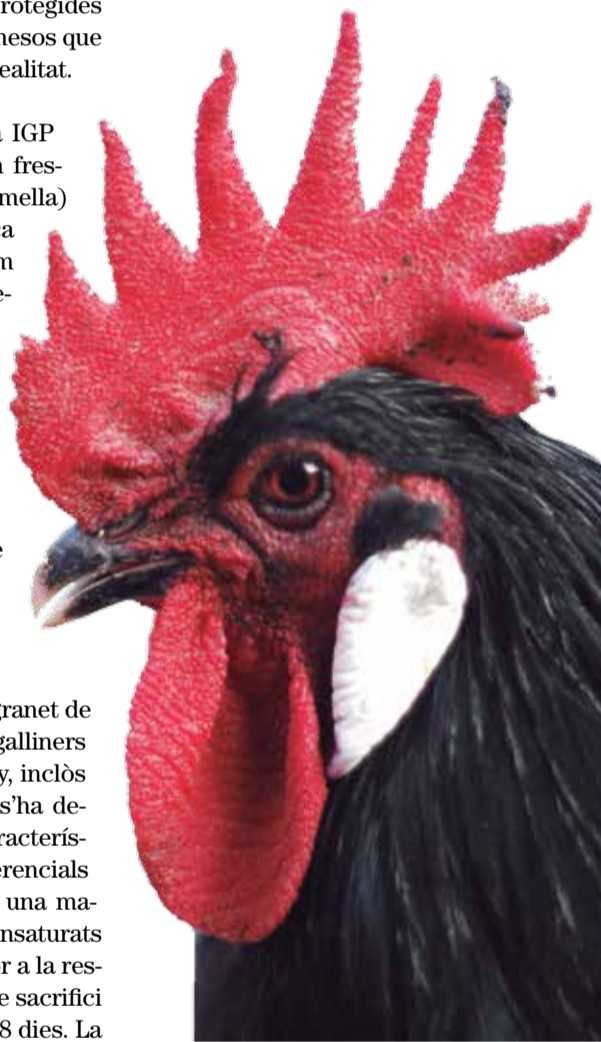 rotegides
nesos que
ealitat.
IGP
fres-
mella)
a
m
e-
e
ranet de
galliners
y, inclòs
s’ha de-
racterís-
erencials
una ma-
nsaturats
r a la res-
e sacrifici
8 dies. La